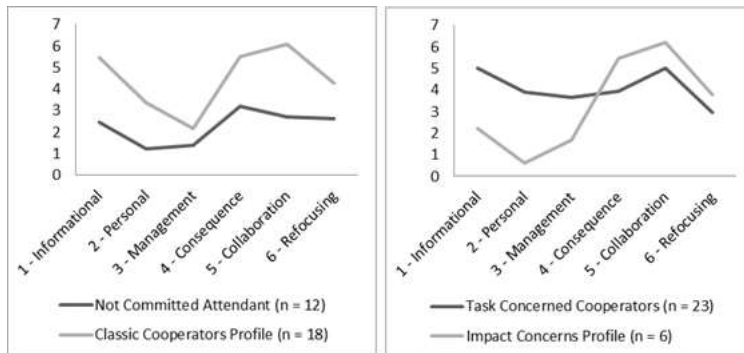 7
6
5
4
3
2
1
0
1 - Informational
2 - Personal
3 - Management
4 - Consequence
5 - Collaboration
6 - Refocusing
Not Committed Attendant (n = 12)
Classic Cooperators Profile (n = 18)
7
6
5
4
3
2
1
0
1 - Informational
2 - Personal
3 - Management
4 - Consequence
5 - Collaboration
6 - Refocusing
Task Concerned Cooperators (n = 23)
Impact Concerns Profile (n = 6)